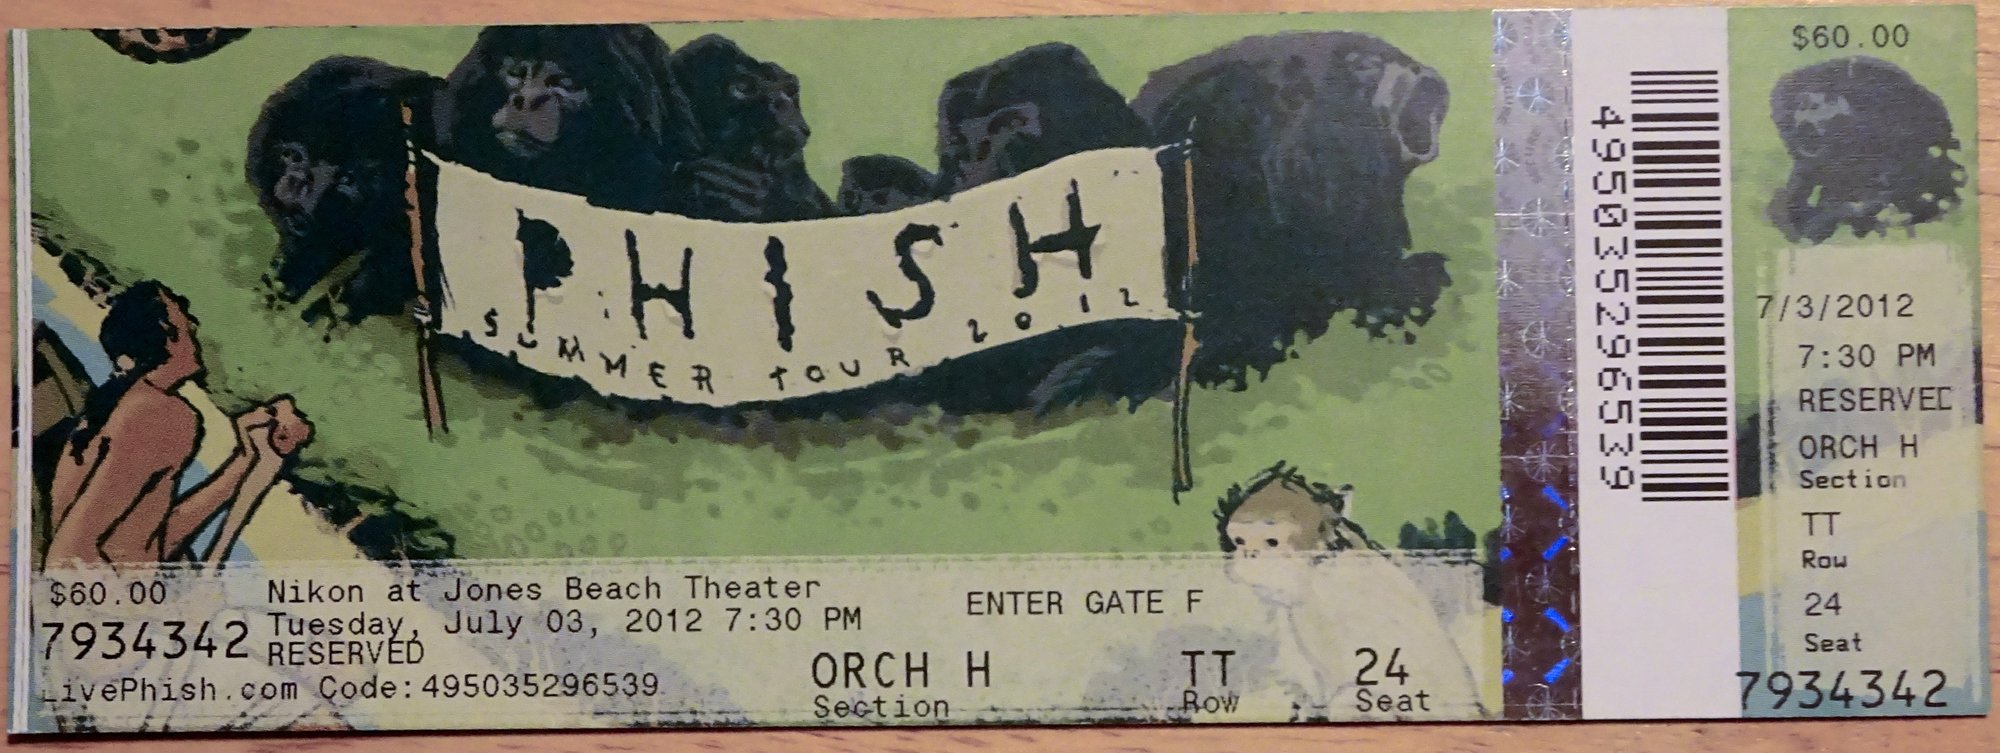 PHISH
SUMMER TOUR 2012
$60.00
Nikon at Jones Beach Theater
Tuesday, July 03, 2012 7:30 PM
ENTER GATE F
7934342
RESERVED
LivePhish.com Code:495035296539
ORCH H
Section
TT
Row
24
Seat
495035296539
$60.00
7/3/2012
7:30 PM
RESERVED
ORCH H
Section
TT
Row
24
Seat
7934342